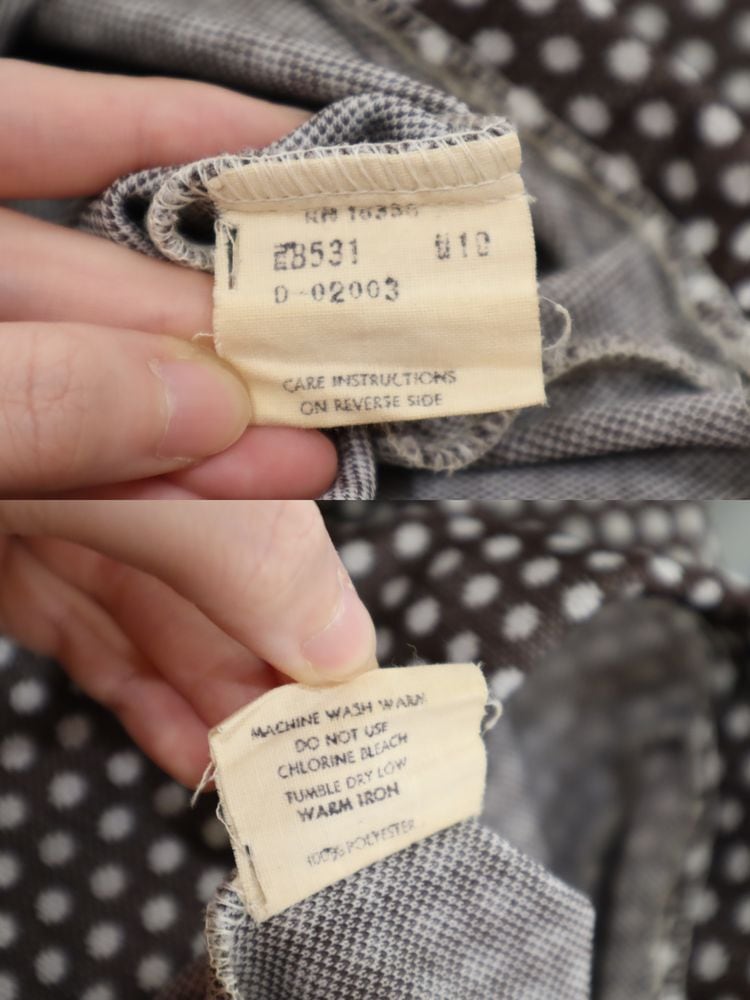 EB531 W10
D-02003
CARE INSTRUCTIONS
ON REVERSE SIDE
MACHINE WASH WARM
DO NOT USE
CHLORINE BLEACH
TUMBLE DRY LOW
WARM IRON
100% POLYESTER